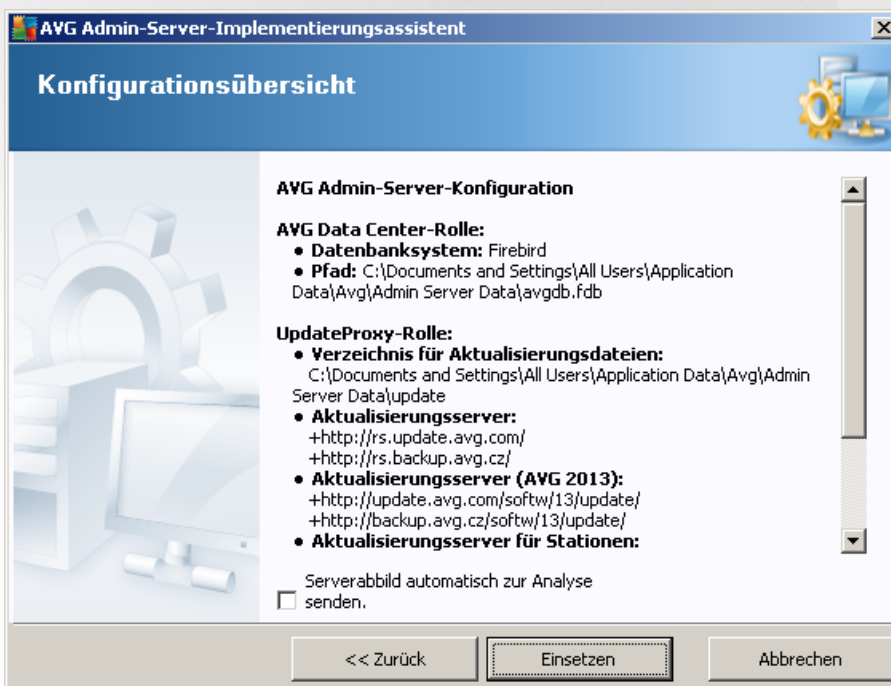 AVG Admin-Server-Implementierungsassistent
Konfigurationsübersicht
AVG Admin-Server-Konfiguration
AVG Data Center-Rolle:
• Datenbanksystem: Firebird
• Pfad: C:\Documents and Settings\All Users\Application
Data\Avg\Admin Server Data\avgdb.fdb
UpdateProxy-Rolle:
• Verzeichnis für Aktualisierungsdateien:
C:\Documents and Settings\All Users\Application Data\Avg\Admin
Server Data\update
• Aktualisierungsserver:
+http://rs.update.avg.com/
+http://rs.backup.avg.cz/
• Aktualisierungsserver (AVG 2013):
+http://update.avg.com/softw/13/update/
+http://backup.avg.cz/softw/13/update/
• Aktualisierungsserver für Stationen:
Serverabbild automatisch zur Analyse
senden.
<< Zurück
Einsetzen
Abbrechen